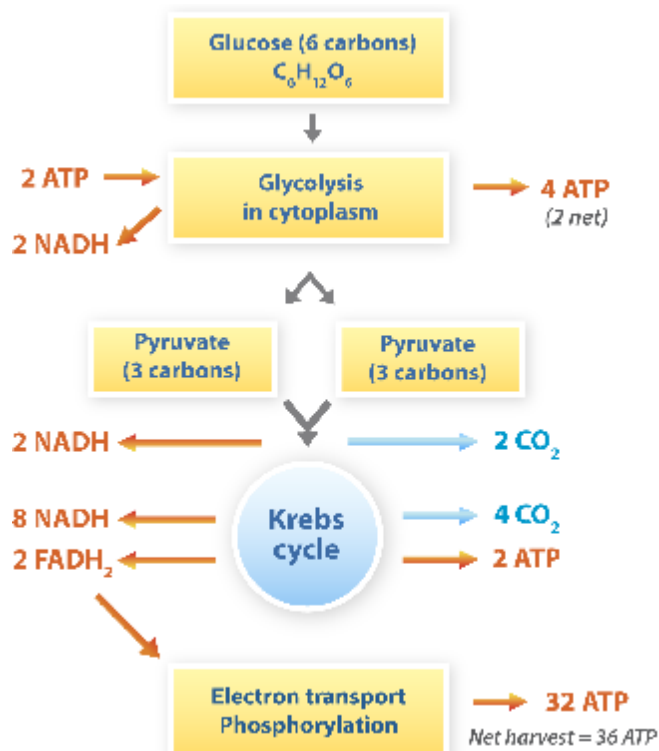 Glucose (6 carbons)
C₆H₁₂O₆
2 ATP
Glycolysis
in cytoplasm
4 ATP
(2 net)
2 NADH
Pyruvate
(3 carbons)
Pyruvate
(3 carbons)
2 NADH
2 CO₂
Krebs
cycle
8 NADH
4 CO₂
2 FADH₂
2 ATP
Electron transport
Phosphorylation
32 ATP
Net harvest = 36 ATP